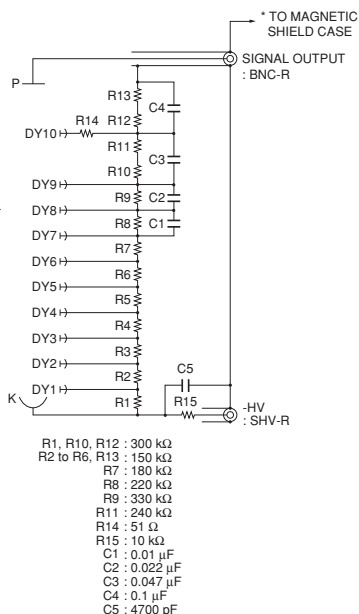 * TO MAGNETIC
SHIELD CASE
SIGNAL OUTPUT
: BNC-R
P
R13
C4
R14
R12
DY10
R11
C3
R10
DY9
R9
C2
DY8
R8
C1
DY7
R7
DY6
R6
DY5
R5
DY4
R4
DY3
R3
DY2
R2
C5
DY1
K
R1
R15
-HV
: SHV-R
R1, R10, R12 : 300 kΩ
R2 to R6, R13 : 150 kΩ
R7 : 180 kΩ
R8 : 220 kΩ
R9 : 330 kΩ
R11 : 240 kΩ
R14 : 51 Ω
R15 : 10 kΩ
C1 : 0.01 µF
C2 : 0.022 µF
C3 : 0.047 µF
C4 : 0.1 µF
C5 : 4700 pF